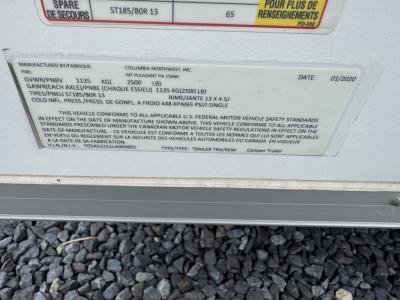 SPARE
DE SECOURS
ST185/80R 13
65
POUR PLUS DE
RENSEIGNEMENTS
MANUFACTURED BY/FABRIQUE
PAR:
COLUMBIA NORTHWEST, INC.
MT PLEASANT PA 15666
DATE: 01/2020
GVWR/PNBV 1135 KG( 2500 LB)
GAWR(EACH AXLE)/PNBE (CHAQUE ESSIEU) 1135 KG(2500 LB)
TIRES/PNEU ST185/80R 13 RIMS/JANTE 13 X 4.5J
COLD INFL. PRESS./PRESS. DE GONFL. A FROID 448 KPA(65 PSI/) SINGLE
THIS VEHICLE CONFORMS TO ALL APPLICABLE U.S. FEDERAL MOTOR VEHICLE SAFETY STANDARDS
IN EFFECT ON THE DATE OF MANUFACTURE SHOWN ABOVE. THIS VEHICLE CONFORMS TO ALL APPLICABLE
STANDARDS PRESCRIBED UNDER THE CANADIAN MOTOR VEHICLE SAFETY REGULATIONS IN EFFECT ON THE
DATE OF MANUFACTURE - CE VEHICULE EST CONFORME A TOUTES LES NORMES QUI LUI SONT
APPLICABLES EN VERTU DU REGLEMENT SUR LA SECURITE DES VEHICULES AUTOMOBILES DU CANADA EN VIGUEUR
A LA DATE DE SA FABRICATION
V.I.N./N.I.V.: TYPE/TYPE: TRAILER TRA/REM Camper Trailer